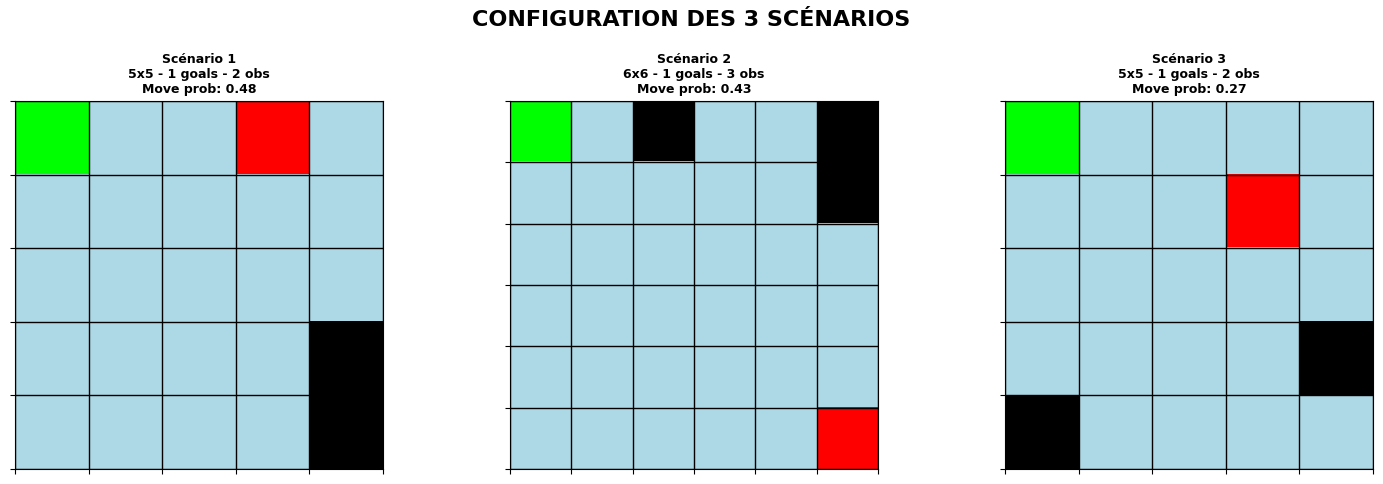 CONFIGURATION DES 3 SCÉNARIOS
Scénario 1
5x5 - 1 goals - 2 obs
Move prob: 0.48
Scénario 2
6x6 - 1 goals - 3 obs
Move prob: 0.43
Scénario 3
5x5 - 1 goals - 2 obs
Move prob: 0.27